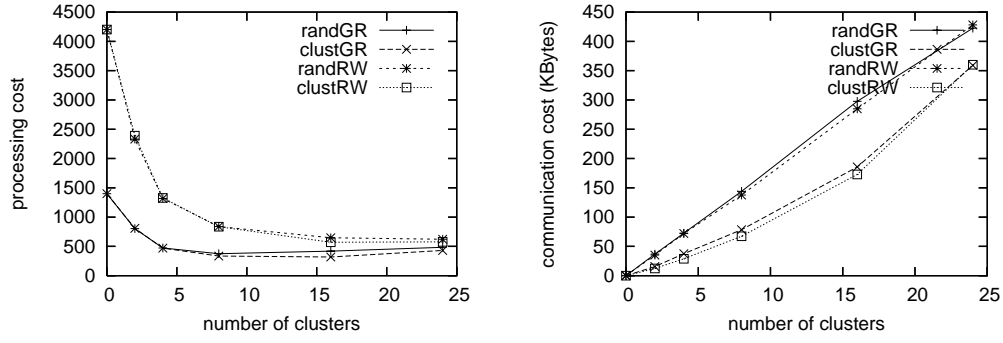 processing cost
4500
4000
3500
3000
2500
2000
1500
1000
500
0
0 5 10 15 20 25
number of clusters
randGR
clustGR
randRW
clustRW
communication cost (KBytes)
450
400
350
300
250
200
150
100
50
0
0 5 10 15 20 25
number of clusters
randGR
clustGR
randRW
clustRW